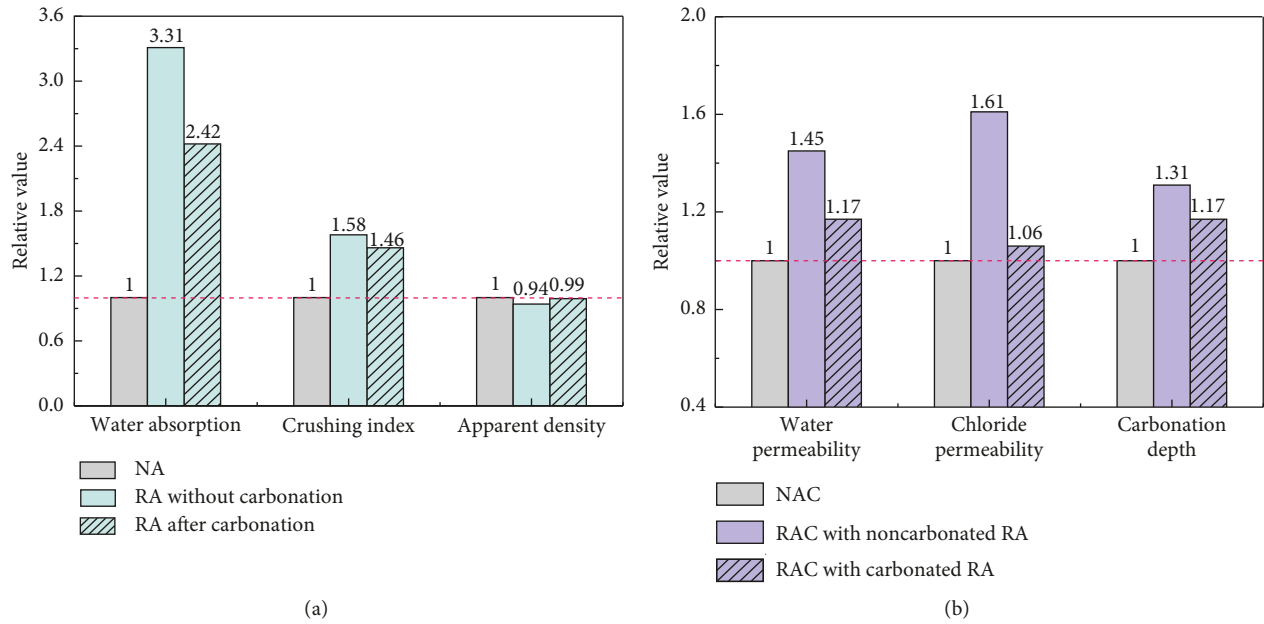 3.6
3.0
2.4
1.8
1.2
0.6
0.0
Relative value
1
3.31
2.42
1
1.58
1.46
1
0.94
0.99
Water absorption
Crushing index
Apparent density
NA
RA without carbonation
RA after carbonation
(a)
2.0
1.6
1.2
0.8
0.4
Relative value
1
1.45
1.17
1
1.61
1.06
1
1.31
1.17
Water
permeability
Chloride
permeability
Carbonation
depth
NAC
RAC with noncarbonated RA
RAC with carbonated RA
(b)